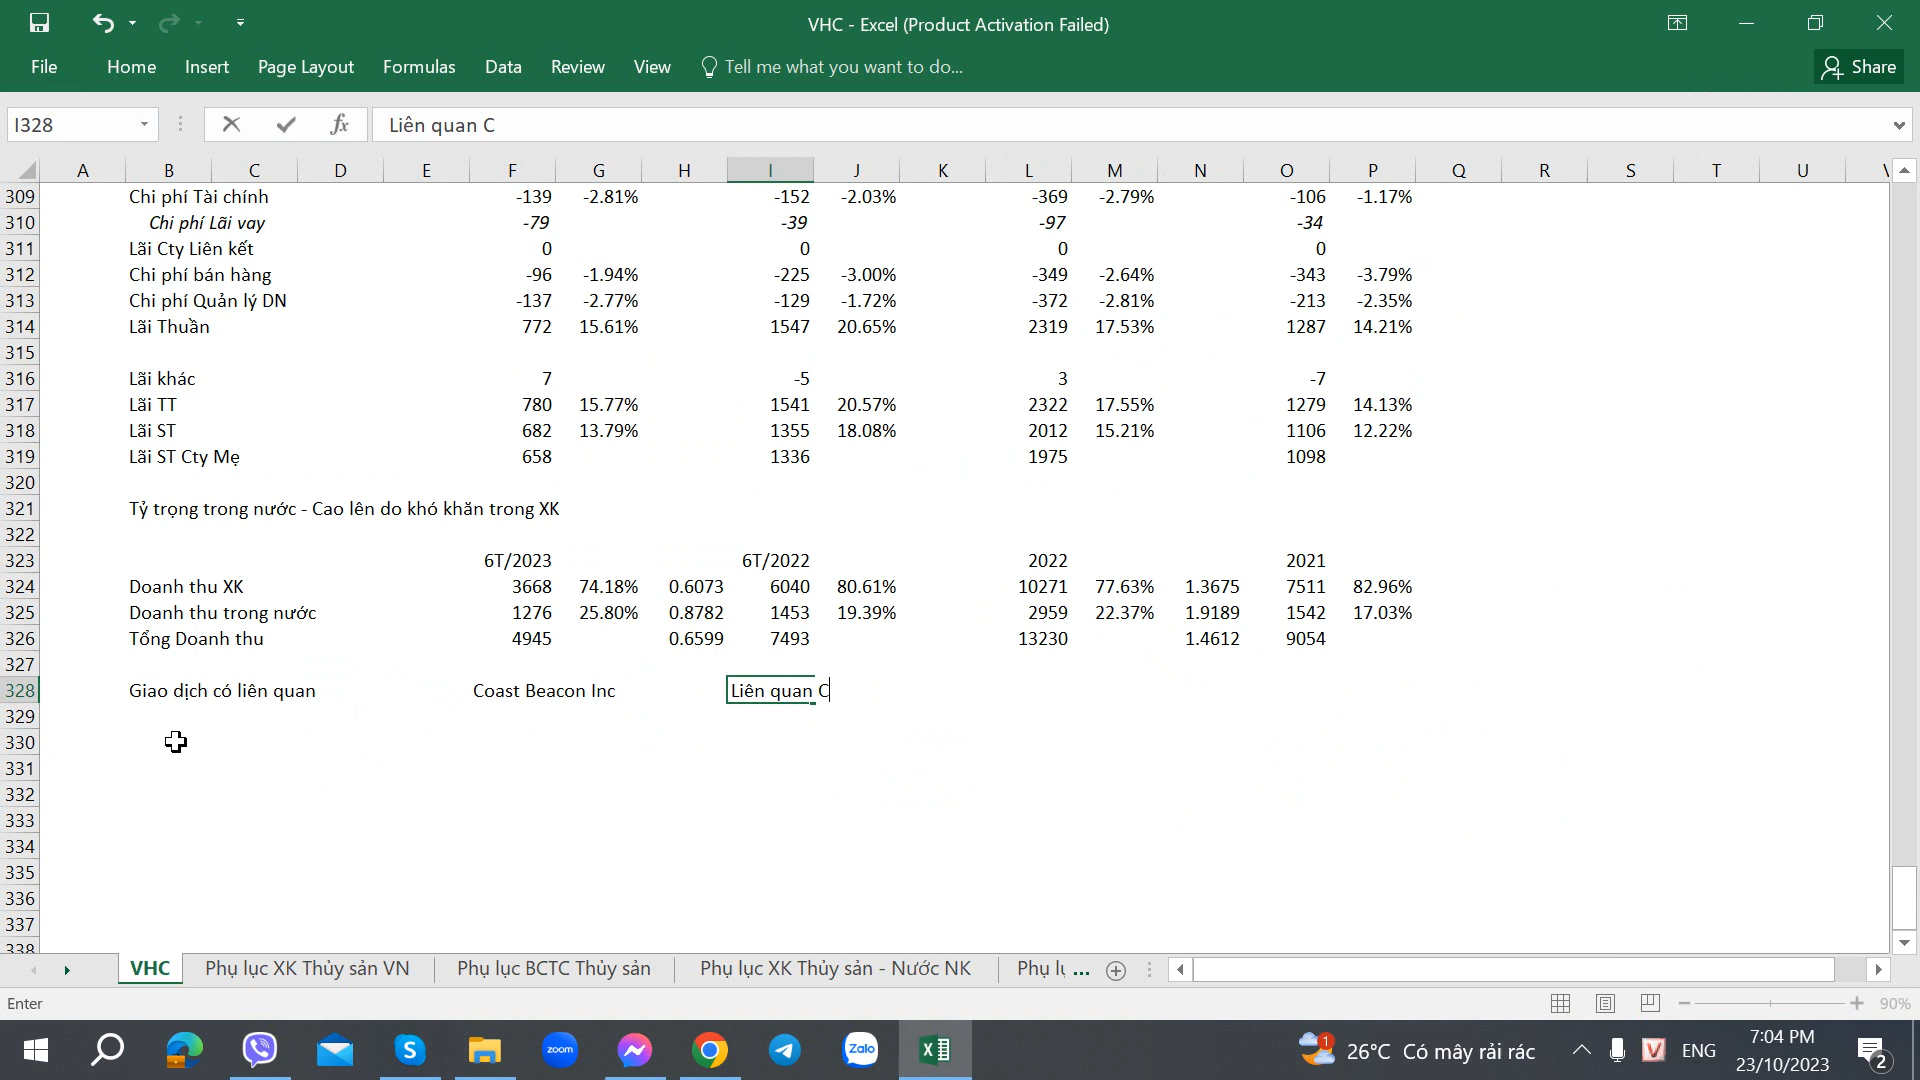 VHC - Excel (Product Activation Failed)
File Home Insert Page Layout Formulas Data Review View Tell me what you want to do... Share
I328 fx Liên quan C
A B C D E F G H I J K L M N O P Q R S T U
309 Chi phí Tài chính -139 -2.81% -152 -2.03% -369 -2.79% -106 -1.17%
310 Chi phí Lãi vay -79 -39 -97 -34
311 Lãi Cty Liên kết 0 0 0 0
312 Chi phí bán hàng -96 -1.94% -225 -3.00% -349 -2.64% -343 -3.79%
313 Chi phí Quản lý DN -137 -2.77% -129 -1.72% -372 -2.81% -213 -2.35%
314 Lãi Thuần 772 15.61% 1547 20.65% 2319 17.53% 1287 14.21%
315
316 Lãi khác 7 -5 3 -7
317 Lãi TT 780 15.77% 1541 20.57% 2322 17.55% 1279 14.13%
318 Lãi ST 682 13.79% 1355 18.08% 2012 15.21% 1106 12.22%
319 Lãi ST Cty Mẹ 658 1336 1975 1098
320
321 Tỷ trọng trong nước - Cao lên do khó khăn trong XK
322
323 6T/2023 6T/2022 2022 2021
324 Doanh thu XK 3668 74.18% 0.6073 6040 80.61% 10271 77.63% 1.3675 7511 82.96%
325 Doanh thu trong nước 1276 25.80% 0.8782 1453 19.39% 2959 22.37% 1.9189 1542 17.03%
326 Tổng Doanh thu 4945 0.6599 7493 13230 1.4612 9054
327
328 Giao dịch có liên quan Coast Beacon Inc Liên quan C
329
330
331
332
333
334
335
336
337
338
VHC Phụ lục XK Thủy sản VN Phụ lục BCTC Thủy sản Phụ lục XK Thủy sản - Nước NK Phụ lụ ...
Enter 90%
zoom Zalo 1 26°C Có mây rải rác ENG 7:04 PM 2
23/10/2023